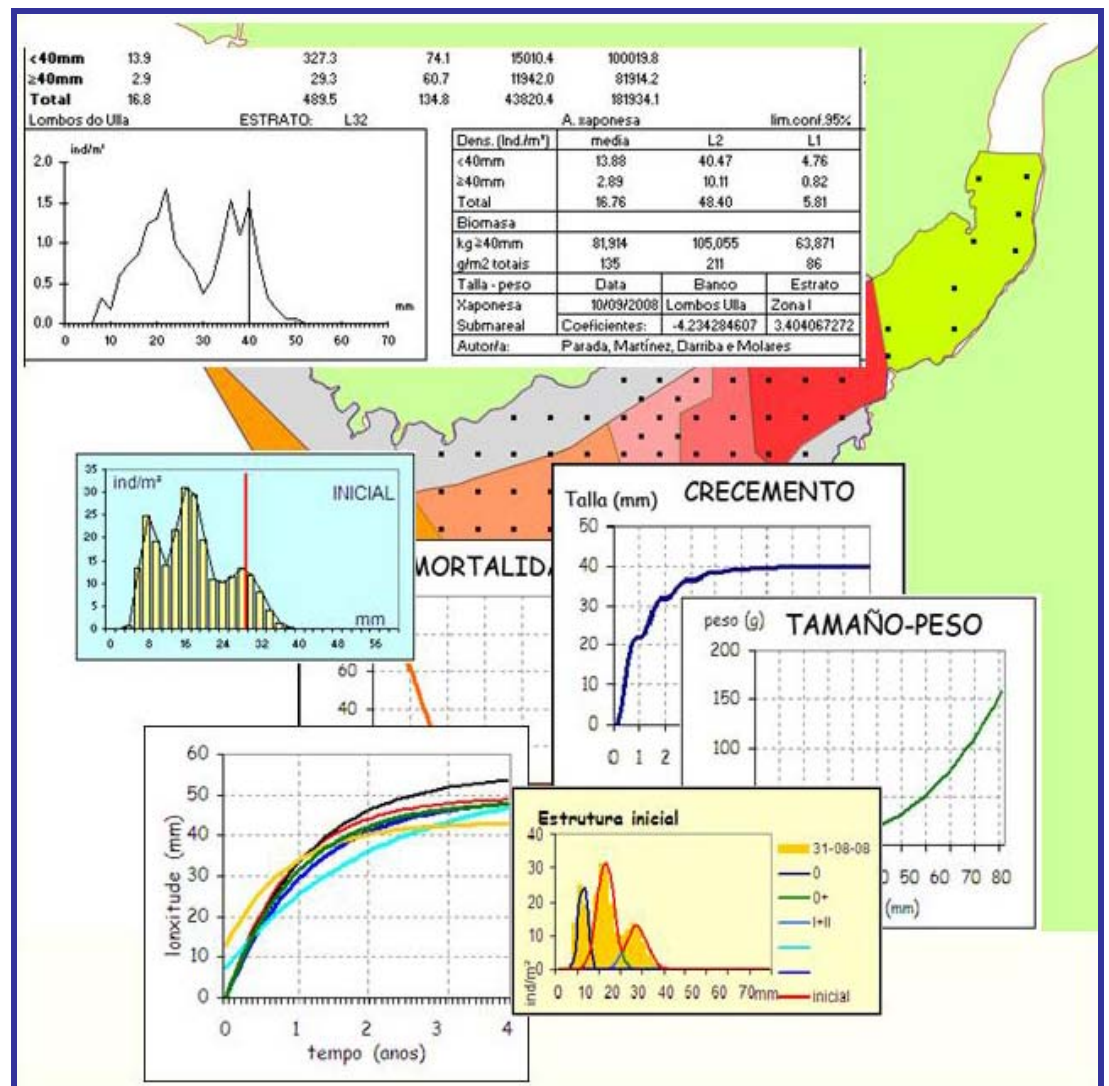 <40mm 13.9 327.3 74.1 15010.4 100019.8
≥40mm 2.9 29.3 60.7 11942.0 81914.2
Total 16.8 489.5 134.8 43820.4 181934.1
Lombos do Ulla ESTRATO: L32 A. xaponesa lim.conf.95%
ind/m²
2.0
1.5
1.0
0.5
0.0
mm
0 10 20 30 40 50 60 70
Dens. (Ind./m²) media L2 L1
<40mm 13.88 40.47 4.76
≥40mm 2.89 10.11 0.82
Total 16.76 48.40 5.81
Biomasa
kg ≥40mm 81,914 105,055 63,871
g/m2 totais 135 211 86
Talla - peso Data Banco Estrato
Xaponesa 10/09/2008 Lombos Ulla Zona I
Submareal Coeficientes: -4.234284607 3.404067272
Autor/a: Parada, Martínez, Darriba e Molares
ind/m² INICIAL
35
30
25
20
15
10
5
0
mm
0 8 16 24 32 40 48 56
MORTALIDA
60
40
Talla (mm) CRECEMENTO
50
40
30
20
10
0
0 1 2
peso (g) TAMAÑO-PESO
200
150
100
50 60 70 80
(mm)
lonxitude (mm)
60
50
40
30
20
10
0
0 1 2 3 4
tempo (anos)
Estrutura inicial
ind/m²
40
30
20
10
0
0 10 20 30 40 50 60 70mm
31-08-08
0
0+
I+II
inicial